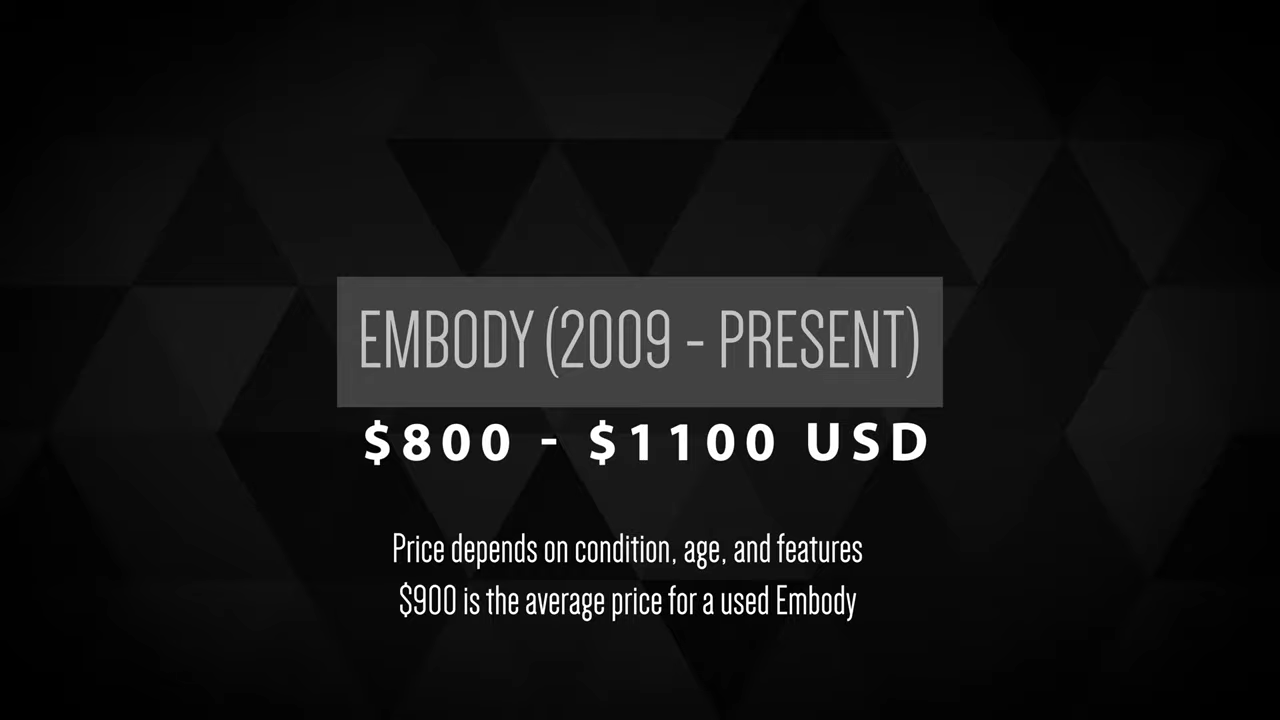 EMBODY (2009 - PRESENT)
$800 - $1100 USD
Price depends on condition, age, and features
$900 is the average price for a used Embody